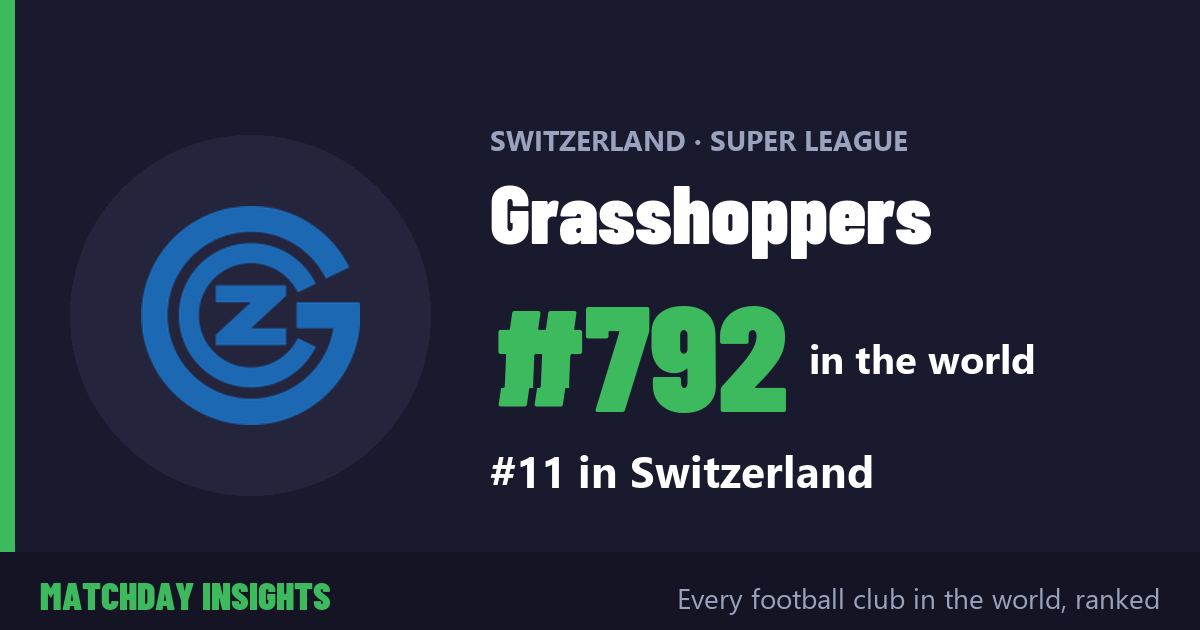 GCZ
SWITZERLAND · SUPER LEAGUE
Grasshoppers
#792 in the world
#11 in Switzerland
MATCHDAY INSIGHTS
Every football club in the world, ranked